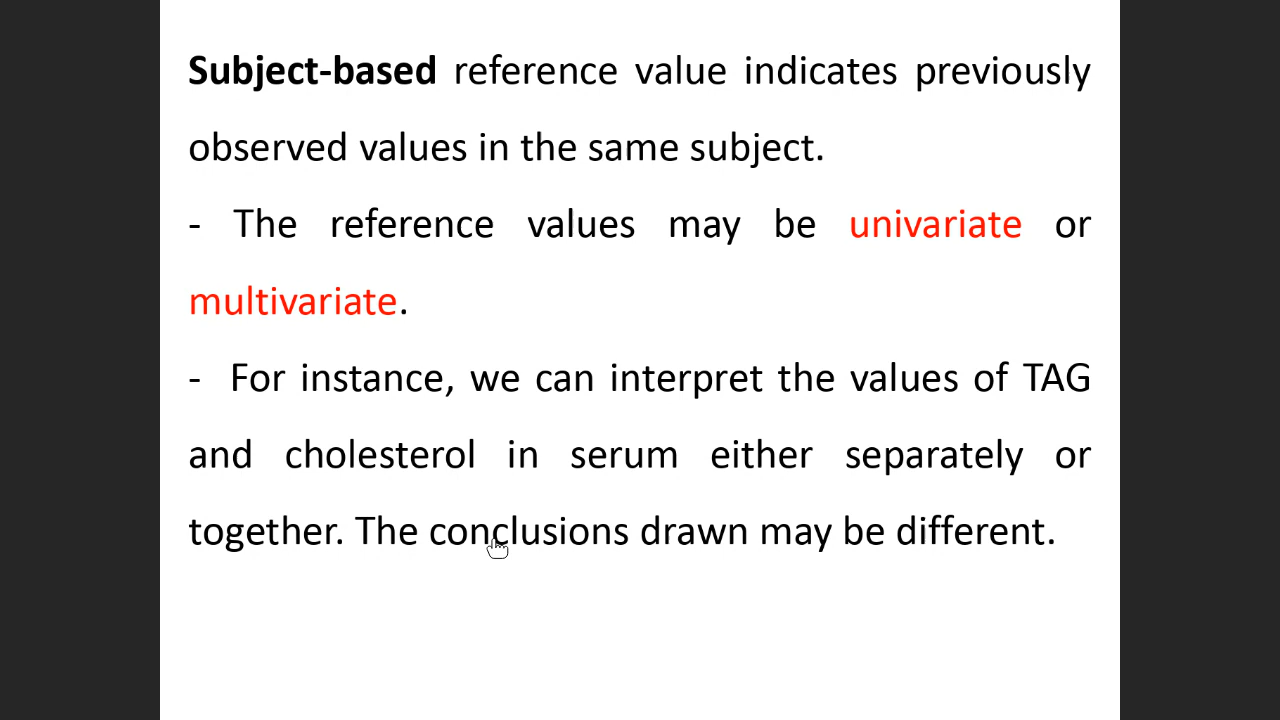 Subject-based reference value indicates previously
observed values in the same subject.
- The reference values may be univariate or
multivariate.
- For instance, we can interpret the values of TAG
and cholesterol in serum either separately or
together. The conclusions drawn may be different.